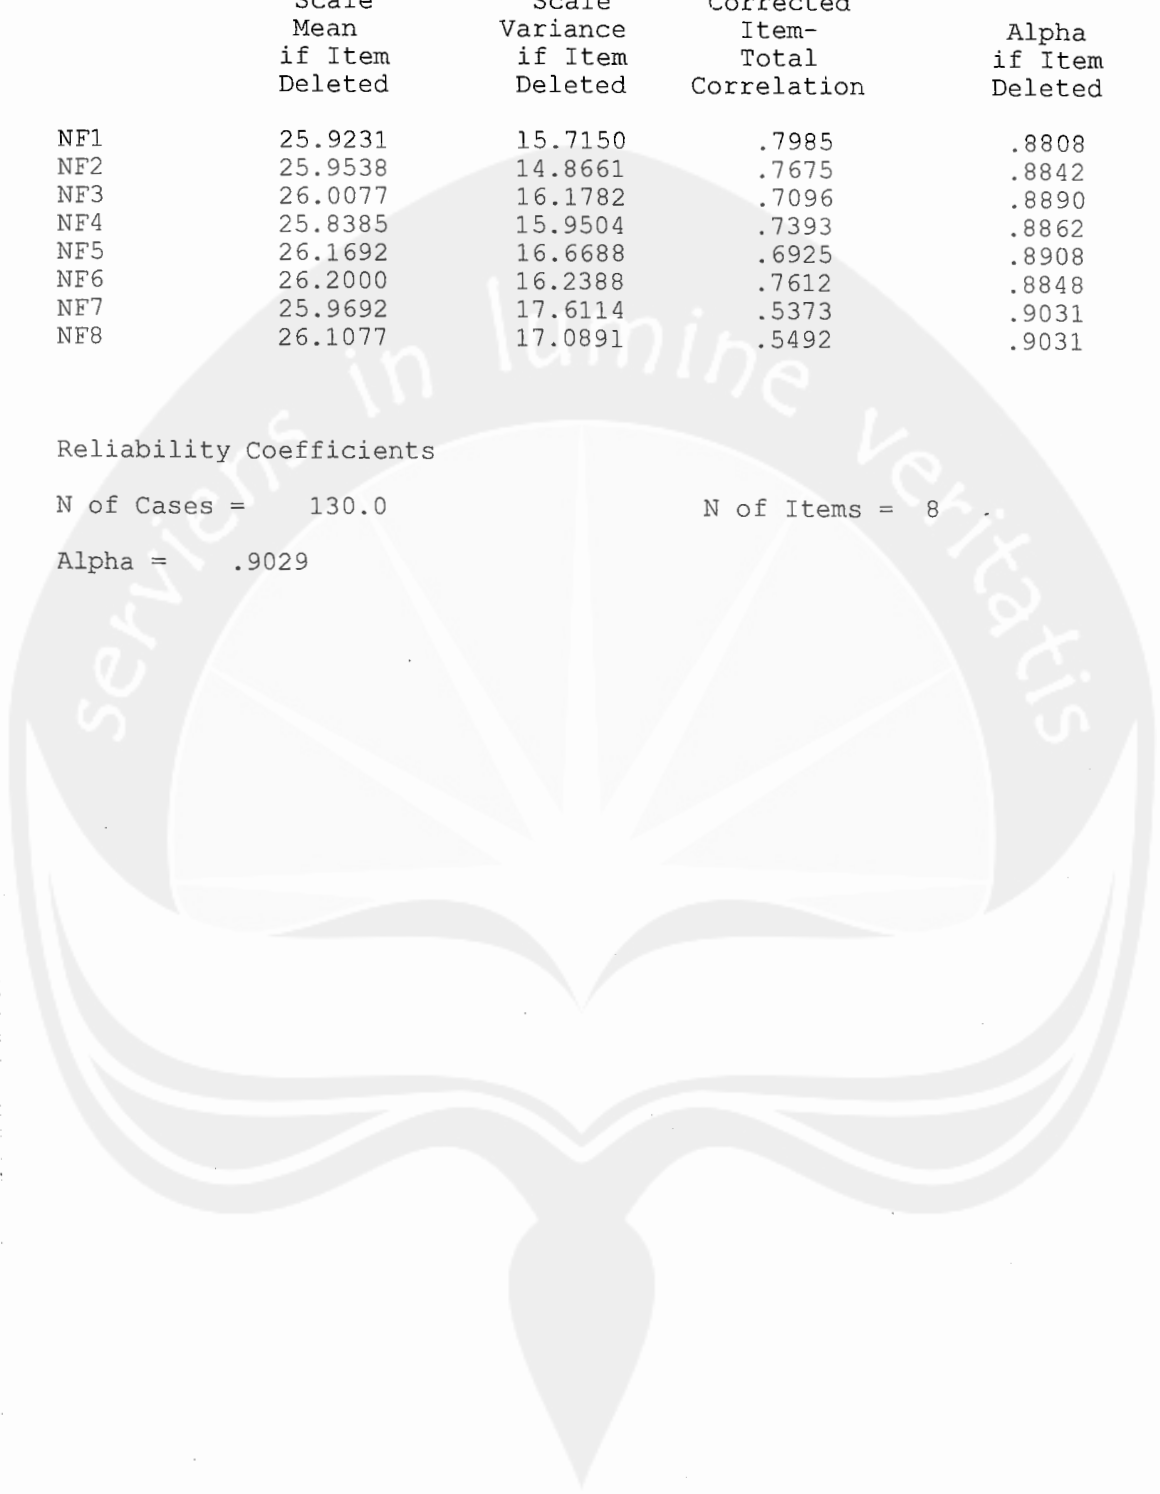 Scale Scale Corrected
Mean Variance Item- Alpha
if Item if Item Total if Item
Deleted Deleted Correlation Deleted
NF1 25.9231 15.7150 .7985 .8808
NF2 25.9538 14.8661 .7675 .8842
NF3 26.0077 16.1782 .7096 .8890
NF4 25.8385 15.9504 .7393 .8862
NF5 26.1692 16.6688 .6925 .8908
NF6 26.2000 16.2388 .7612 .8848
NF7 25.9692 17.6114 .5373 .9031
NF8 26.1077 17.0891 .5492 .9031
serviens in lumine veritatis
Reliability Coefficients
N of Cases = 130.0 N of Items = 8
Alpha = .9029